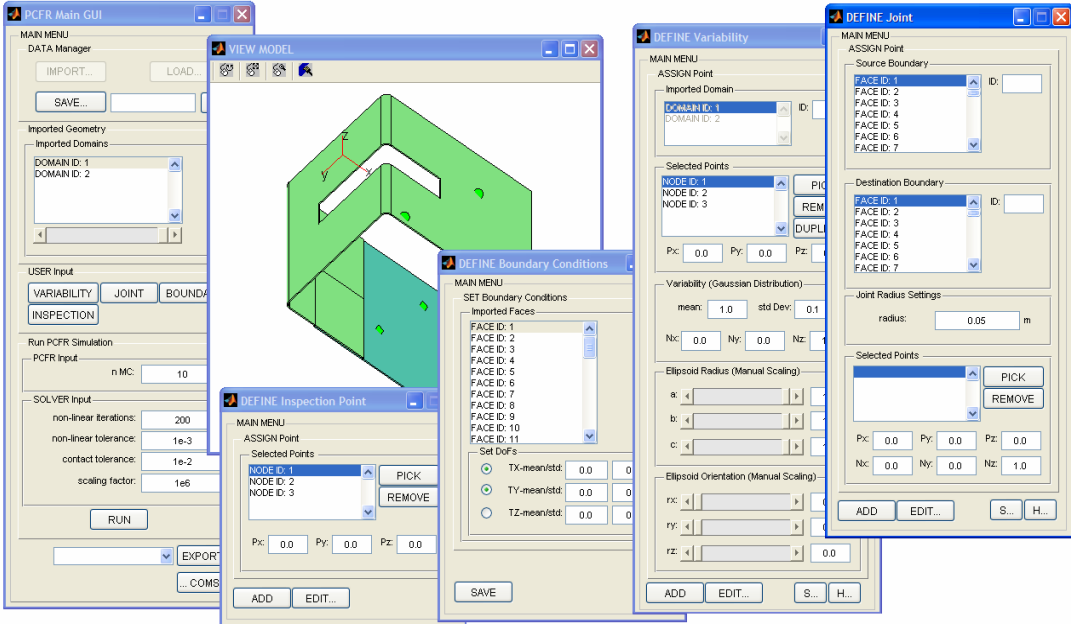 PCFR Main GUI
MAIN MENU
DATA Manager
IMPORT...
LOAD...
SAVE...
Imported Geometry
Imported Domains
DOMAIN ID: 1
DOMAIN ID: 2
USER Input
VARIABILITY
JOINT
INSPECTION
Run PCFR Simulation
PCFR Input
n MC:
10
SOLVER Input
non-linear iterations:
200
non-linear tolerance:
1e-3
contact tolerance:
1e-2
scaling factor:
1e6
RUN
EXPORT
... COMS
VIEW MODEL
z
y
x
DEFINE Inspection Point
MAIN MENU
ASSIGN Point
Selected Points
NODE ID: 1
NODE ID: 2
NODE ID: 3
PICK
REMOVE
Px:
0.0
Py:
0.0
Pz:
0.0
ADD
EDIT...
DEFINE Boundary Conditions
MAIN MENU
SET Boundary Conditions
Imported Faces
FACE ID: 1
FACE ID: 2
FACE ID: 3
FACE ID: 4
FACE ID: 5
FACE ID: 6
FACE ID: 7
FACE ID: 8
FACE ID: 9
FACE ID: 10
FACE ID: 11
Set DoFs
TX-mean/std:
0.0
0
TY-mean/std:
0.0
0
TZ-mean/std:
0.0
0
SAVE
DEFINE Variability
MAIN MENU
ASSIGN Point
Imported Domain
DOMAIN ID: 1
DOMAIN ID: 2
ID:
Selected Points
NODE ID: 1
NODE ID: 2
NODE ID: 3
Px:
0.0
Py:
0.0
Pz:
Variability (Gaussian Distribution)
mean:
1.0
std Dev:
0.1
Nx:
0.0
Ny:
0.0
Nz:
Ellipsoid Radius (Manual Scaling)
a:
b:
c:
Ellipsoid Orientation (Manual Scaling)
rx:
ry:
rz:
0.0
ADD
EDIT...
S...
H...
DEFINE Joint
MAIN MENU
ASSIGN Point
Source Boundary
FACE ID: 1
FACE ID: 2
FACE ID: 3
FACE ID: 4
FACE ID: 5
FACE ID: 6
FACE ID: 7
ID:
Destination Boundary
FACE ID: 1
FACE ID: 2
FACE ID: 3
FACE ID: 4
FACE ID: 5
FACE ID: 6
FACE ID: 7
ID:
Joint Radius Settings
radius:
0.05
m
Selected Points
PICK
REMOVE
Px:
0.0
Py:
0.0
Pz:
0.0
Nx:
0.0
Ny:
0.0
Nz:
1.0
ADD
EDIT...
S...
H...